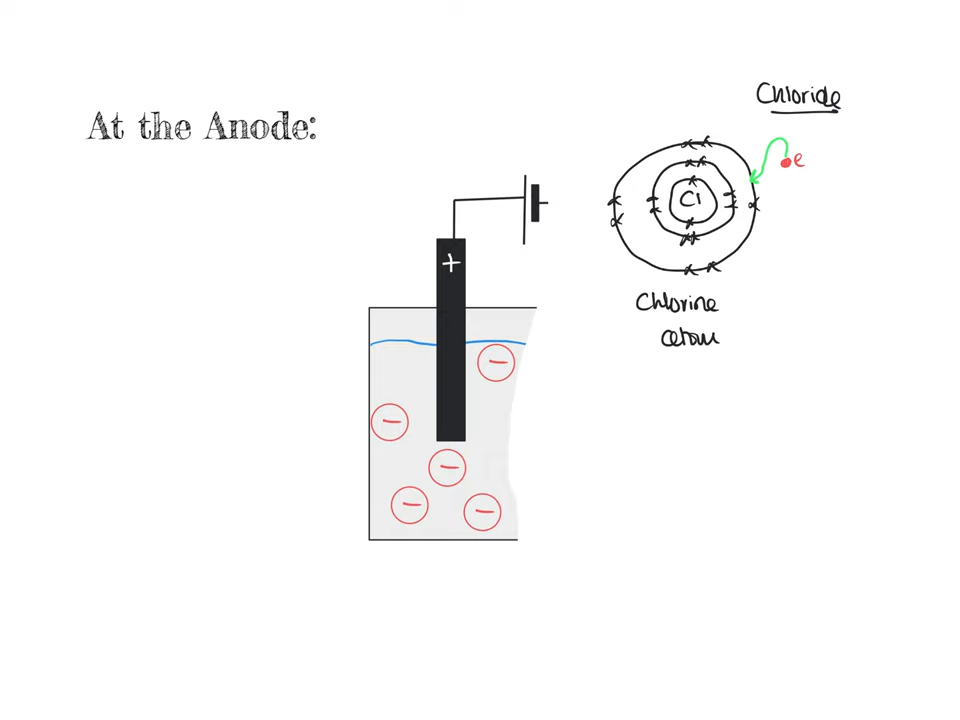 At the Anode:
Chloride
e
Cl
+
Chlorine
atom
−
−
−
−
−